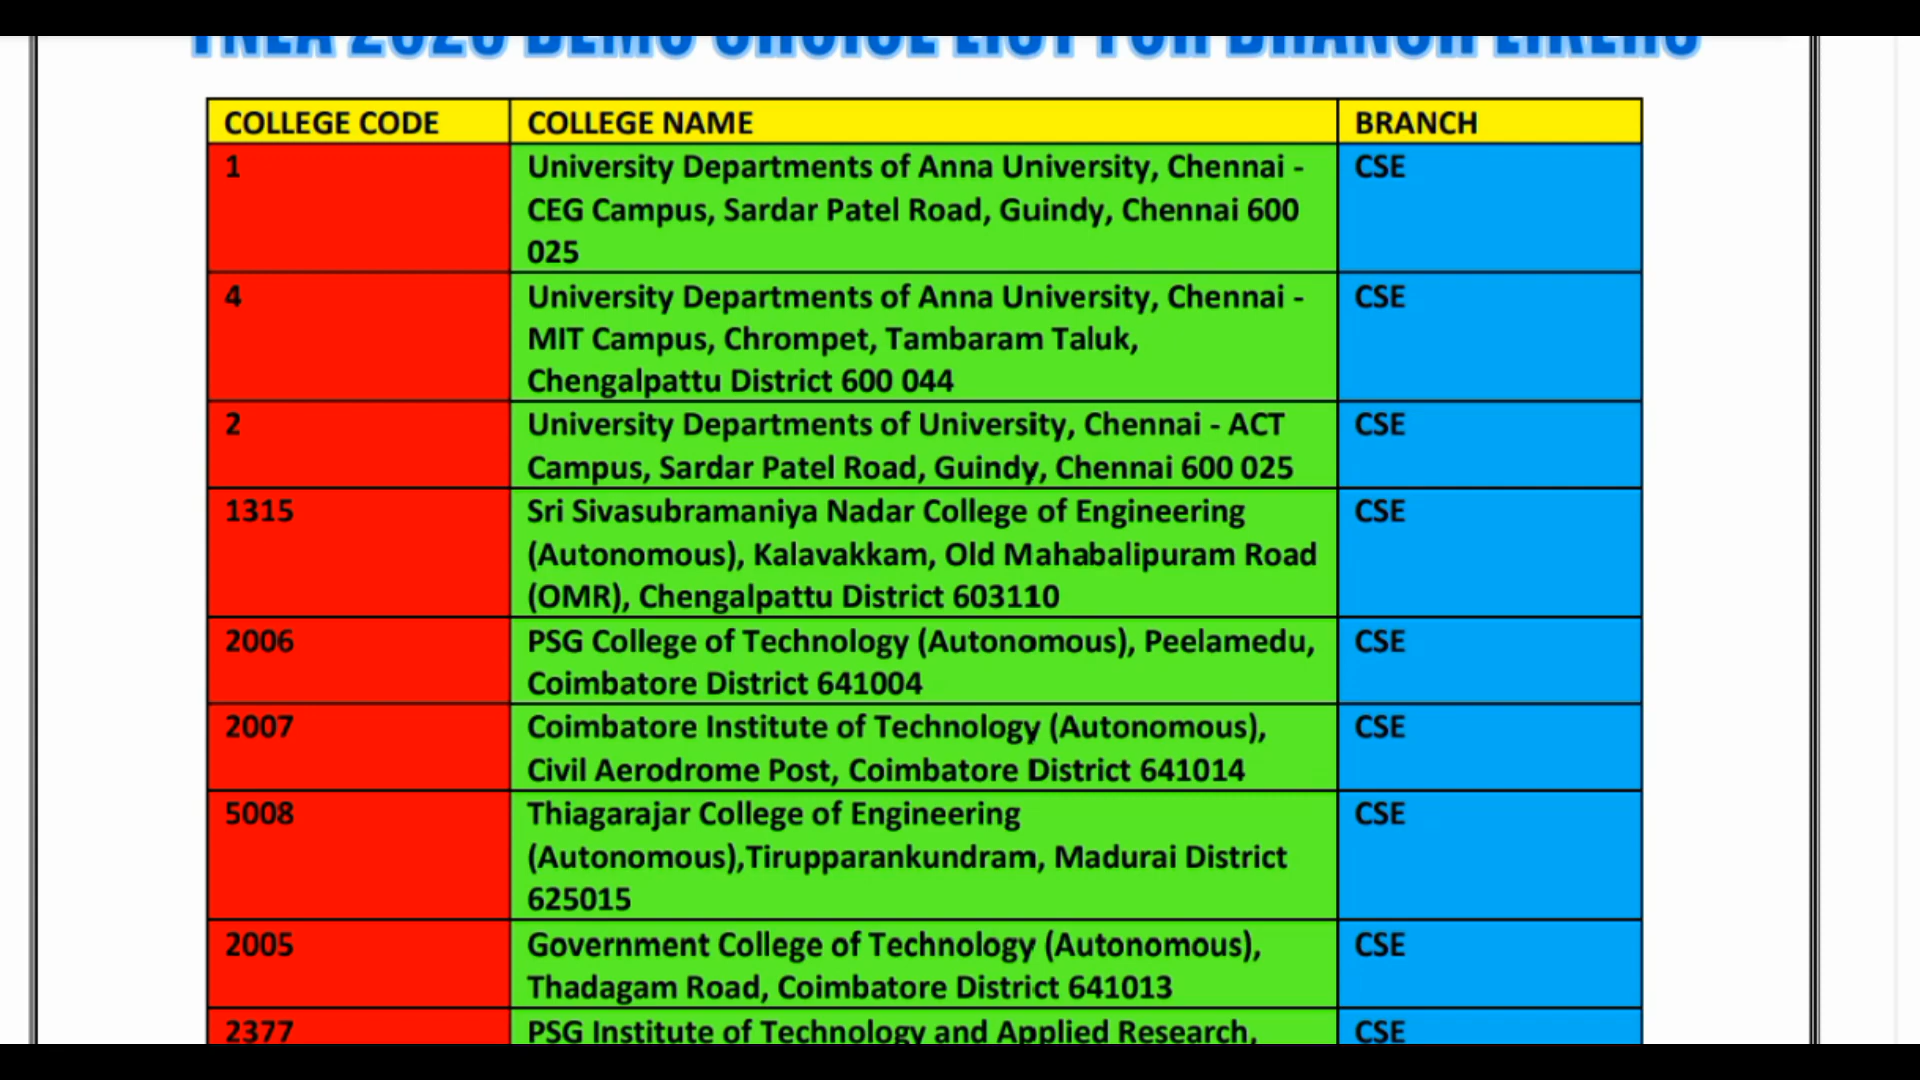 DEMO CHOICE LIST FOR BRANCH LIKERS
COLLEGE CODE COLLEGE NAME BRANCH
1 University Departments of Anna University, Chennai - CSE
CEG Campus, Sardar Patel Road, Guindy, Chennai 600
025
4 University Departments of Anna University, Chennai - CSE
MIT Campus, Chrompet, Tambaram Taluk,
Chengalpattu District 600 044
2 University Departments of University, Chennai - ACT CSE
Campus, Sardar Patel Road, Guindy, Chennai 600 025
1315 Sri Sivasubramaniya Nadar College of Engineering CSE
(Autonomous), Kalavakkam, Old Mahabalipuram Road
(OMR), Chengalpattu District 603110
2006 PSG College of Technology (Autonomous), Peelamedu, CSE
Coimbatore District 641004
2007 Coimbatore Institute of Technology (Autonomous), CSE
Civil Aerodrome Post, Coimbatore District 641014
5008 Thiagarajar College of Engineering CSE
(Autonomous),Tirupparankundram, Madurai District
625015
2005 Government College of Technology (Autonomous), CSE
Thadagam Road, Coimbatore District 641013
2377 PSG Institute of Technology and Applied Research, CSE